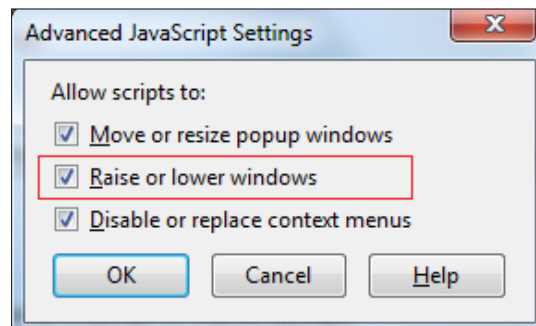 Advanced JavaScript Settings
Allow scripts to:
Move or resize popup windows
Raise or lower windows
Disable or replace context menus
OK Cancel Help